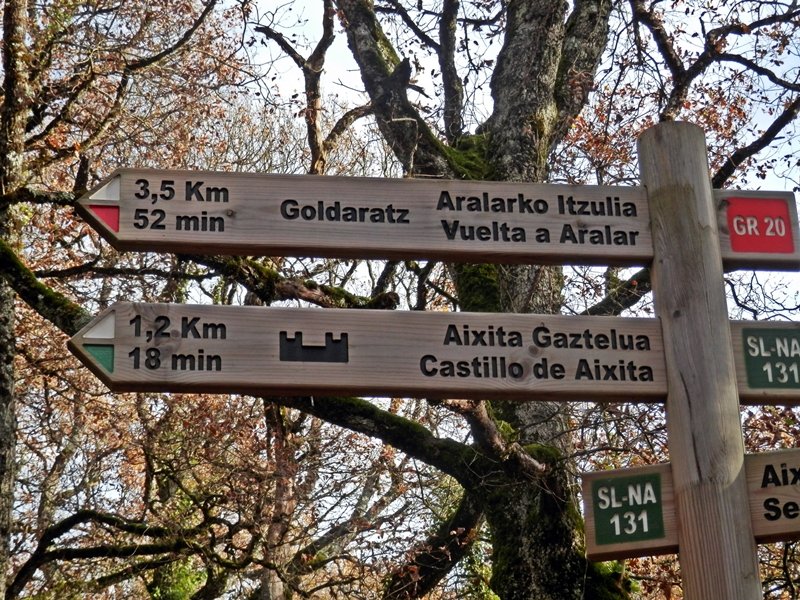 3,5 Km
52 min
Goldaratz
Aralarko Itzulia
Vuelta a Aralar
GR 20
1,2 Km
18 min
Aixita Gaztelua
Castillo de Aixita
SL-NA
131
SL-NA
131